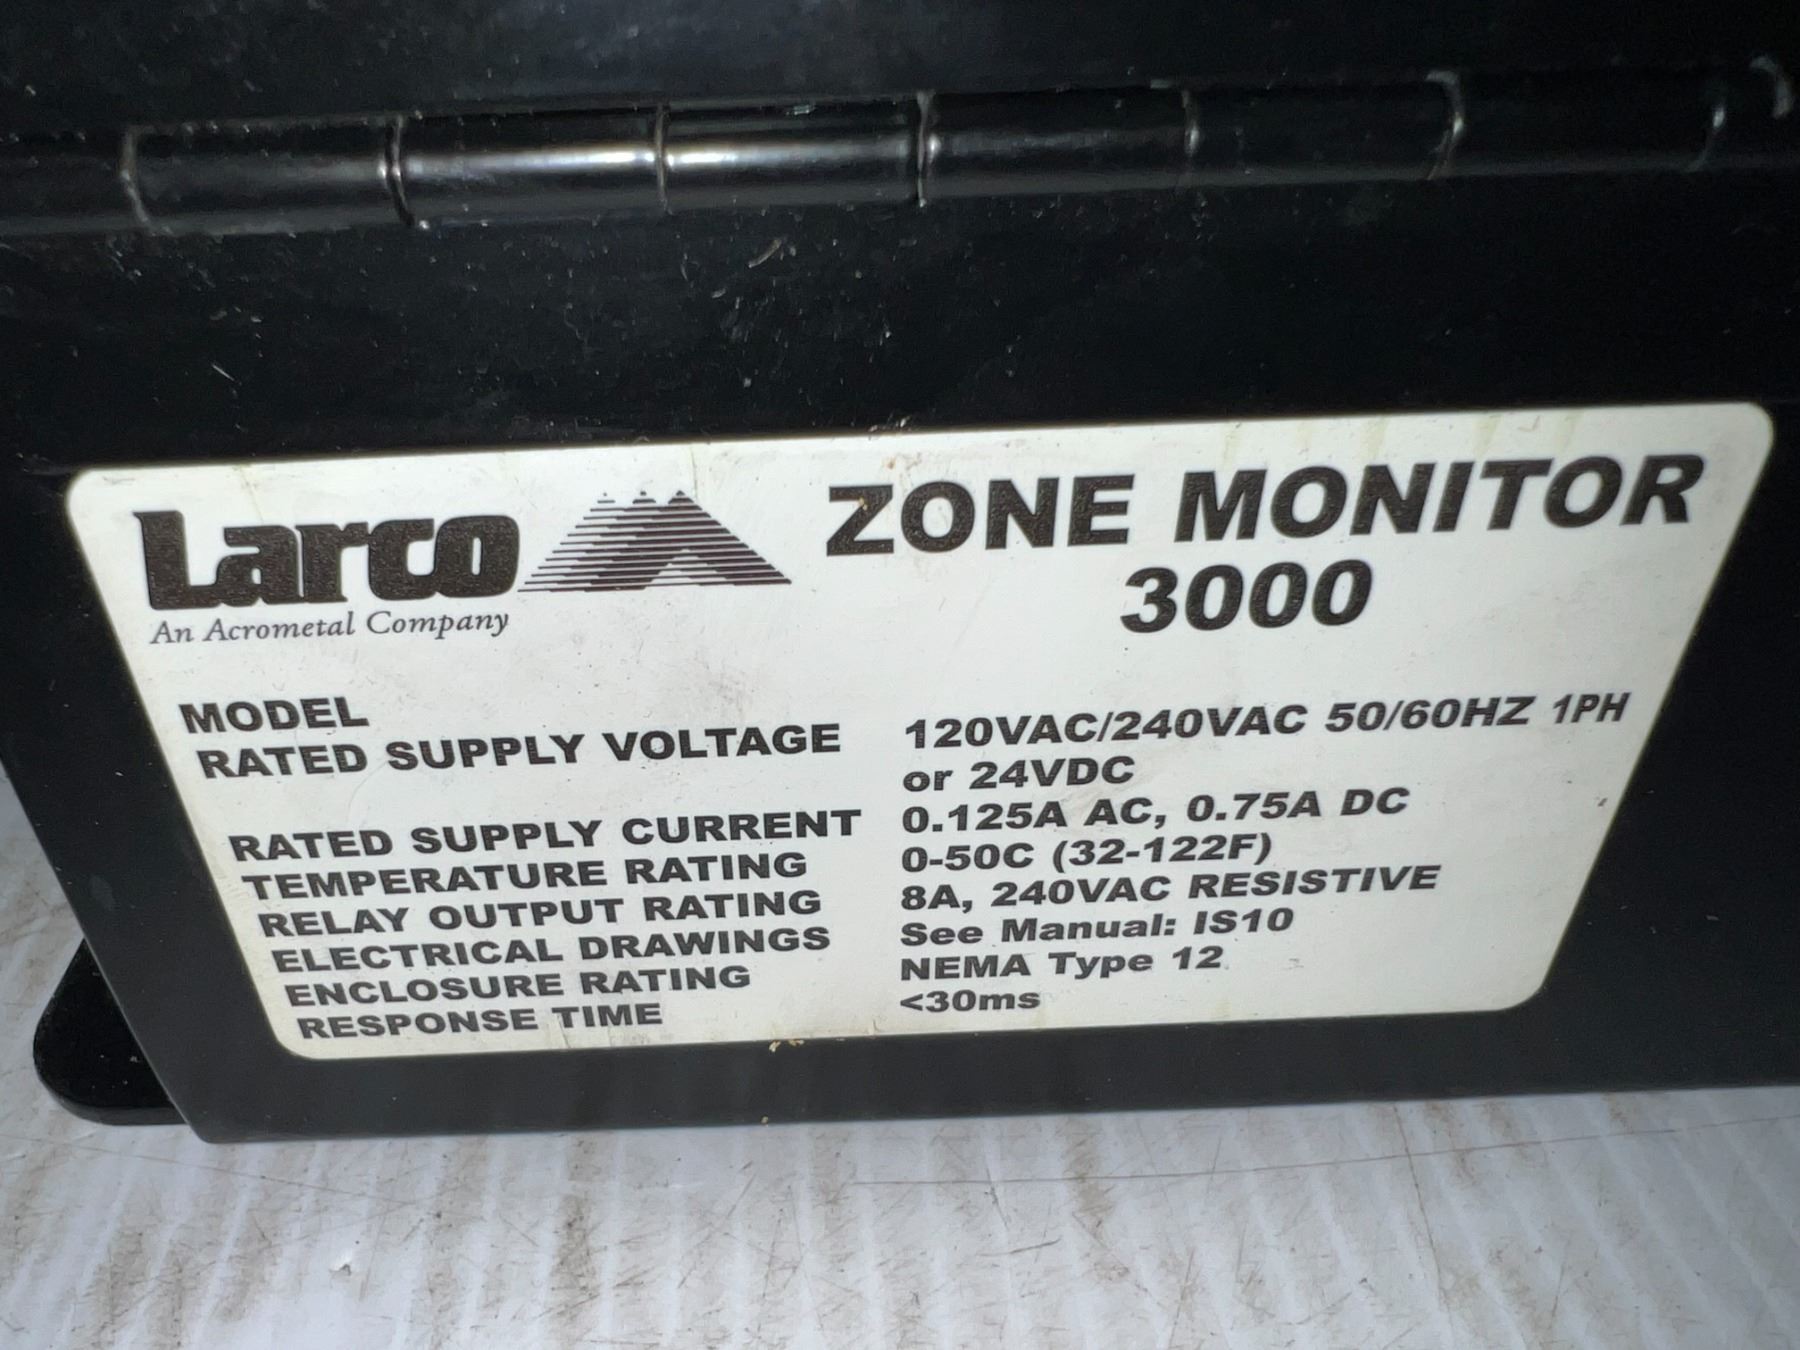 Larco
An Acrometal Company
ZONE MONITOR
3000
MODEL
RATED SUPPLY VOLTAGE 120VAC/240VAC 50/60HZ 1PH
or 24VDC
RATED SUPPLY CURRENT 0.125A AC, 0.75A DC
TEMPERATURE RATING 0-50C (32-122F)
RELAY OUTPUT RATING 8A, 240VAC RESISTIVE
ELECTRICAL DRAWINGS See Manual: IS10
ENCLOSURE RATING NEMA Type 12
RESPONSE TIME <30ms